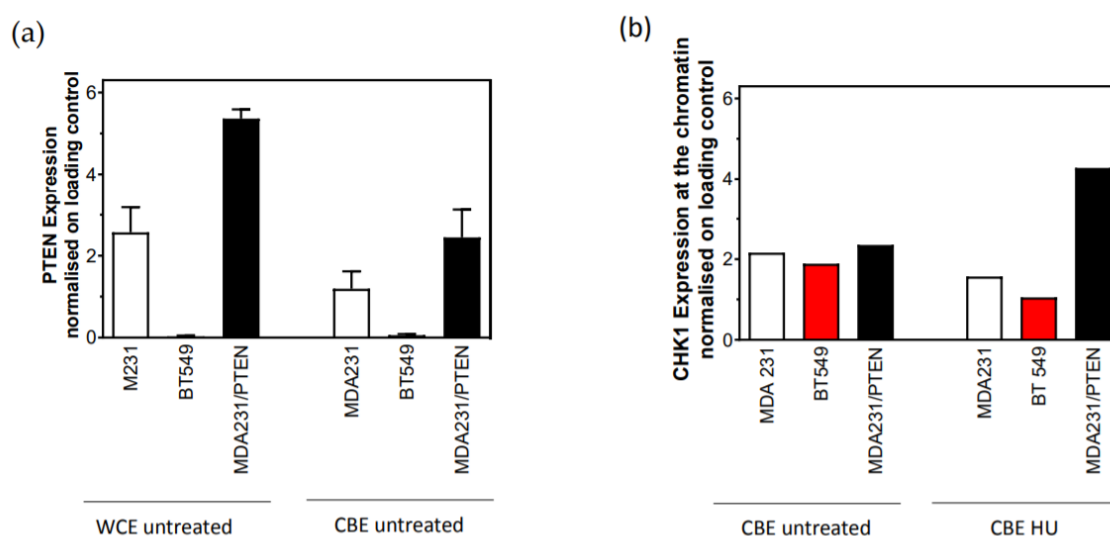 (a)
PTEN Expression
normalised on loading control
6
4
2
0
M231
BT549
MDA231/PTEN
MDA231
BT549
MDA231/PTEN
WCE untreated
CBE untreated
(b)
CHK1 Expression at the chromatin
normalised on loading control
6
4
2
0
MDA 231
BT549
MDA231/PTEN
MDA231
BT 549
MDA231/PTEN
CBE untreated
CBE HU